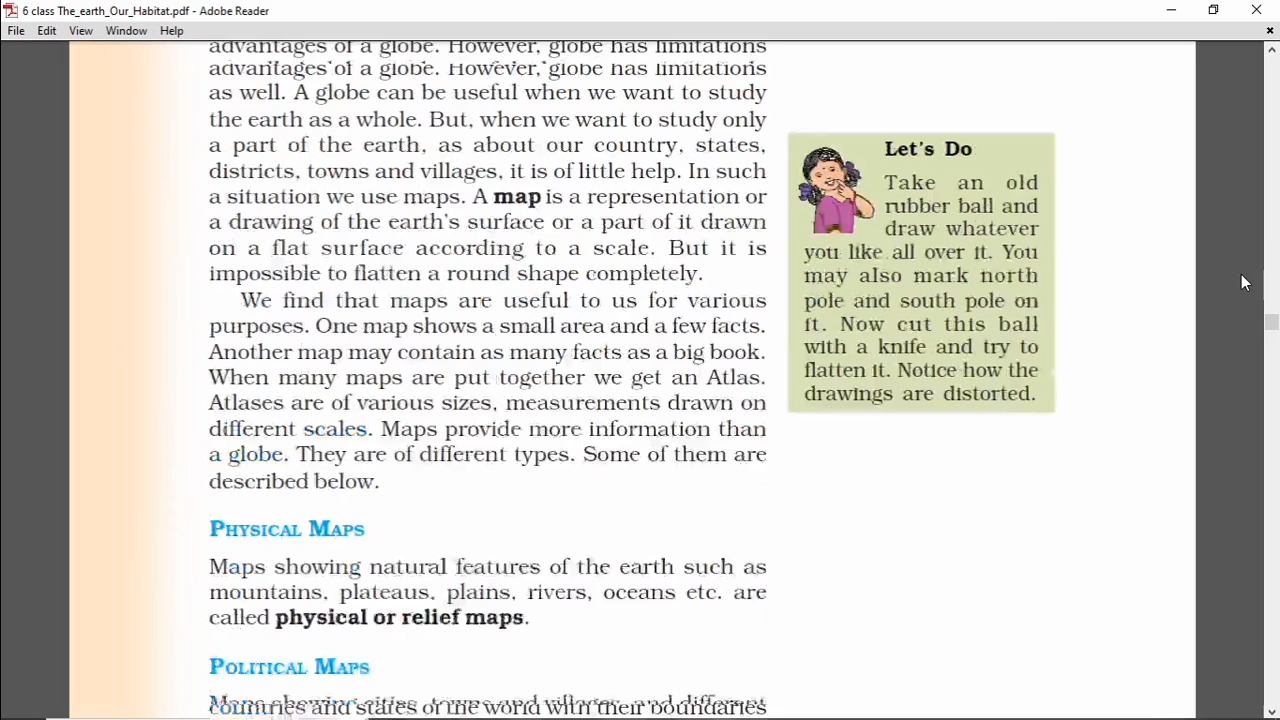 6 class The_earth_Our_Habitat.pdf - Adobe Reader
File Edit View Window Help
advantages of a globe. However, globe has limitations
advantages of a globe. However, globe has limitations
as well. A globe can be useful when we want to study
the earth as a whole. But, when we want to study only
a part of the earth, as about our country, states,
districts, towns and villages, it is of little help. In such
a situation we use maps. A map is a representation or
a drawing of the earth's surface or a part of it drawn
on a flat surface according to a scale. But it is
impossible to flatten a round shape completely.
We find that maps are useful to us for various
purposes. One map shows a small area and a few facts.
Another map may contain as many facts as a big book.
When many maps are put together we get an Atlas.
Atlases are of various sizes, measurements drawn on
different scales. Maps provide more information than
a globe. They are of different types. Some of them are
described below.
PHYSICAL MAPS
Maps showing natural features of the earth such as
mountains, plateaus, plains, rivers, oceans etc. are
called physical or relief maps.
POLITICAL MAPS
Maps showing cities, towns and villages, and different
countries and states of the world with their boundaries
Let's Do
Take an old
rubber ball and
draw whatever
you like all over it. You
may also mark north
pole and south pole on
it. Now cut this ball
with a knife and try to
flatten it. Notice how the
drawings are distorted.